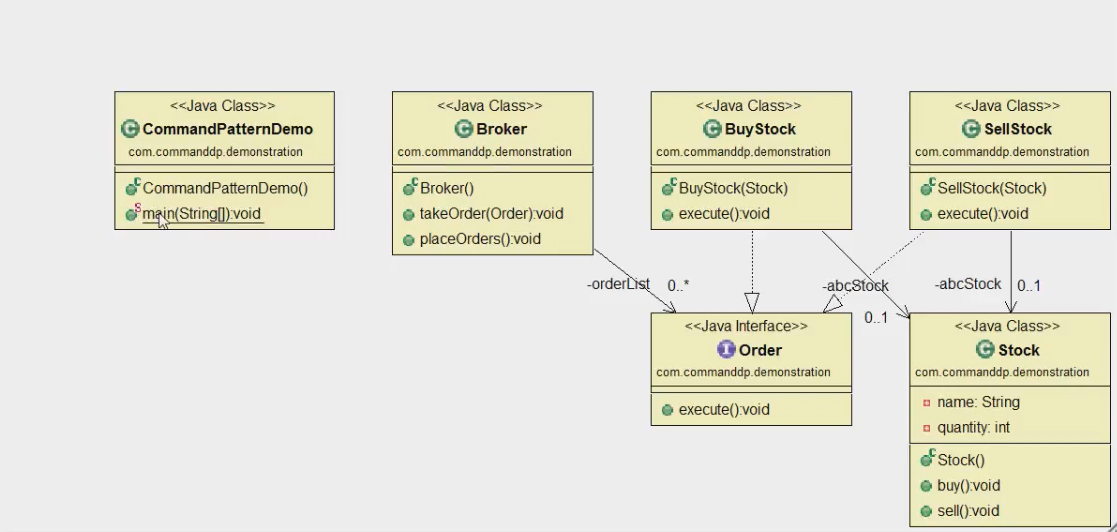 <<Java Class>>
CommandPatternDemo
com.commanddp.demonstration
CommandPatternDemo()
main(String[]):void
<<Java Class>>
Broker
com.commanddp.demonstration
Broker()
takeOrder(Order):void
placeOrders():void
<<Java Class>>
BuyStock
com.commanddp.demonstration
BuyStock(Stock)
execute():void
<<Java Class>>
SellStock
com.commanddp.demonstration
SellStock(Stock)
execute():void
-orderList
0..*
-abcStock
0..1
-abcStock
0..1
<<Java Interface>>
Order
com.commanddp.demonstration
execute():void
<<Java Class>>
Stock
com.commanddp.demonstration
name: String
quantity: int
Stock()
buy():void
sell():void